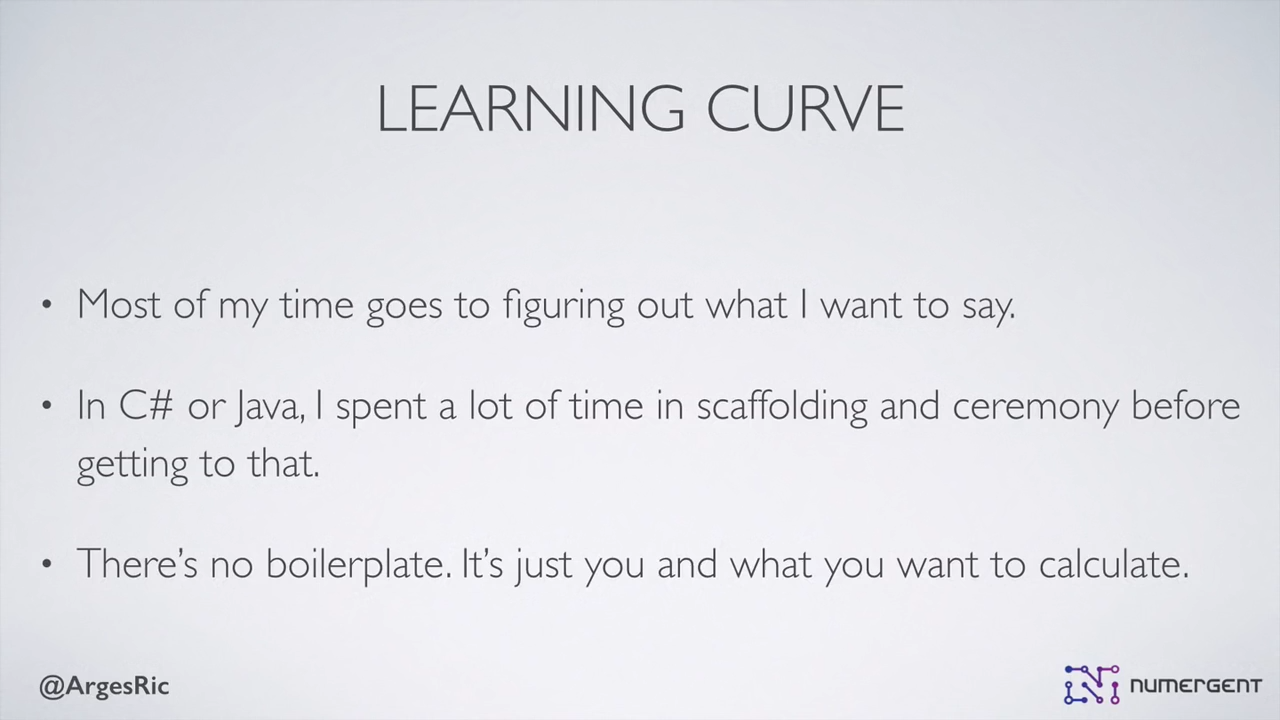 LEARNING CURVE
• Most of my time goes to figuring out what I want to say.
• In C# or Java, I spent a lot of time in scaffolding and ceremony before
getting to that.
• There’s no boilerplate. It’s just you and what you want to calculate.
@ArgesRic
NUMERGENT